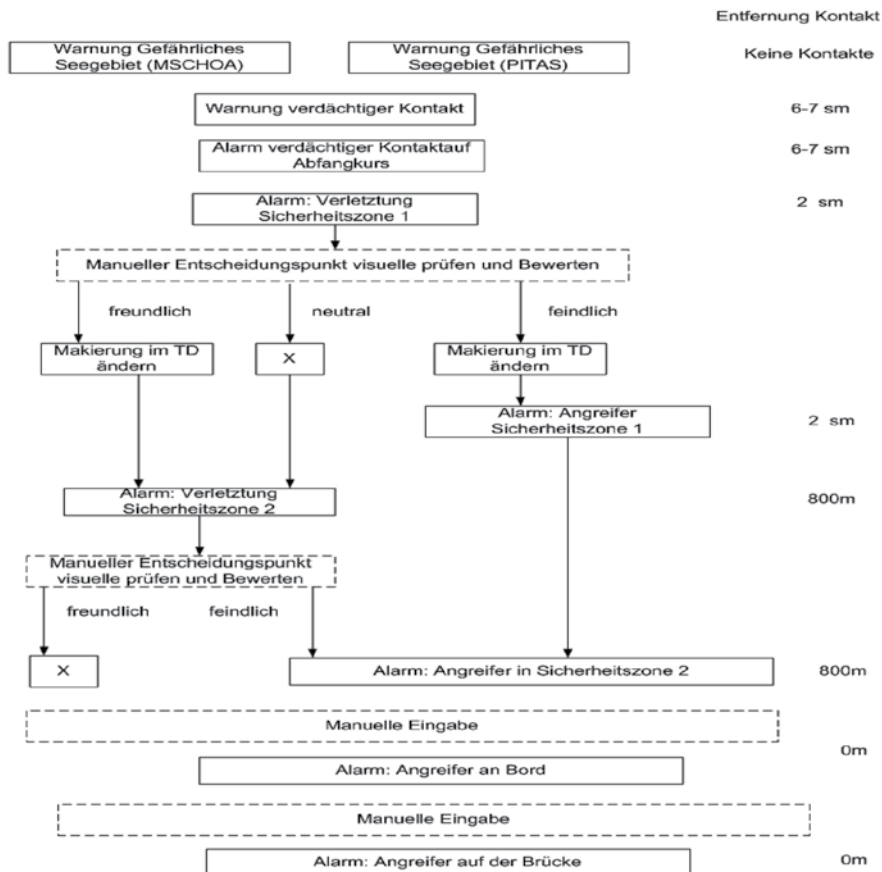 Entfernung Kontakt
Warnung Gefährliches
Seegebiet (MSCHOA)
Warnung Gefährliches
Seegebiet (PITAS)
Keine Kontakte
Warnung verdächtiger Kontakt
6-7 sm
Alarm verdächtiger Kontaktauf
Abfangkurs
6-7 sm
Alarm: Verletztung
Sicherheitszone 1
2 sm
Manueller Entscheidungspunkt visuelle prüfen und Bewerten
freundlich
neutral
feindlich
Makierung im TD
ändern
X
Makierung im TD
ändern
Alarm: Angreifer
Sicherheitszone 1
2 sm
Alarm: Verletztung
Sicherheitszone 2
800m
Manueller Entscheidungspunkt
visuelle prüfen und Bewerten
freundlich
feindlich
X
Alarm: Angreifer in Sicherheitszone 2
800m
Manuelle Eingabe
0m
Alarm: Angreifer an Bord
Manuelle Eingabe
Alarm: Angreifer auf der Brücke
0m